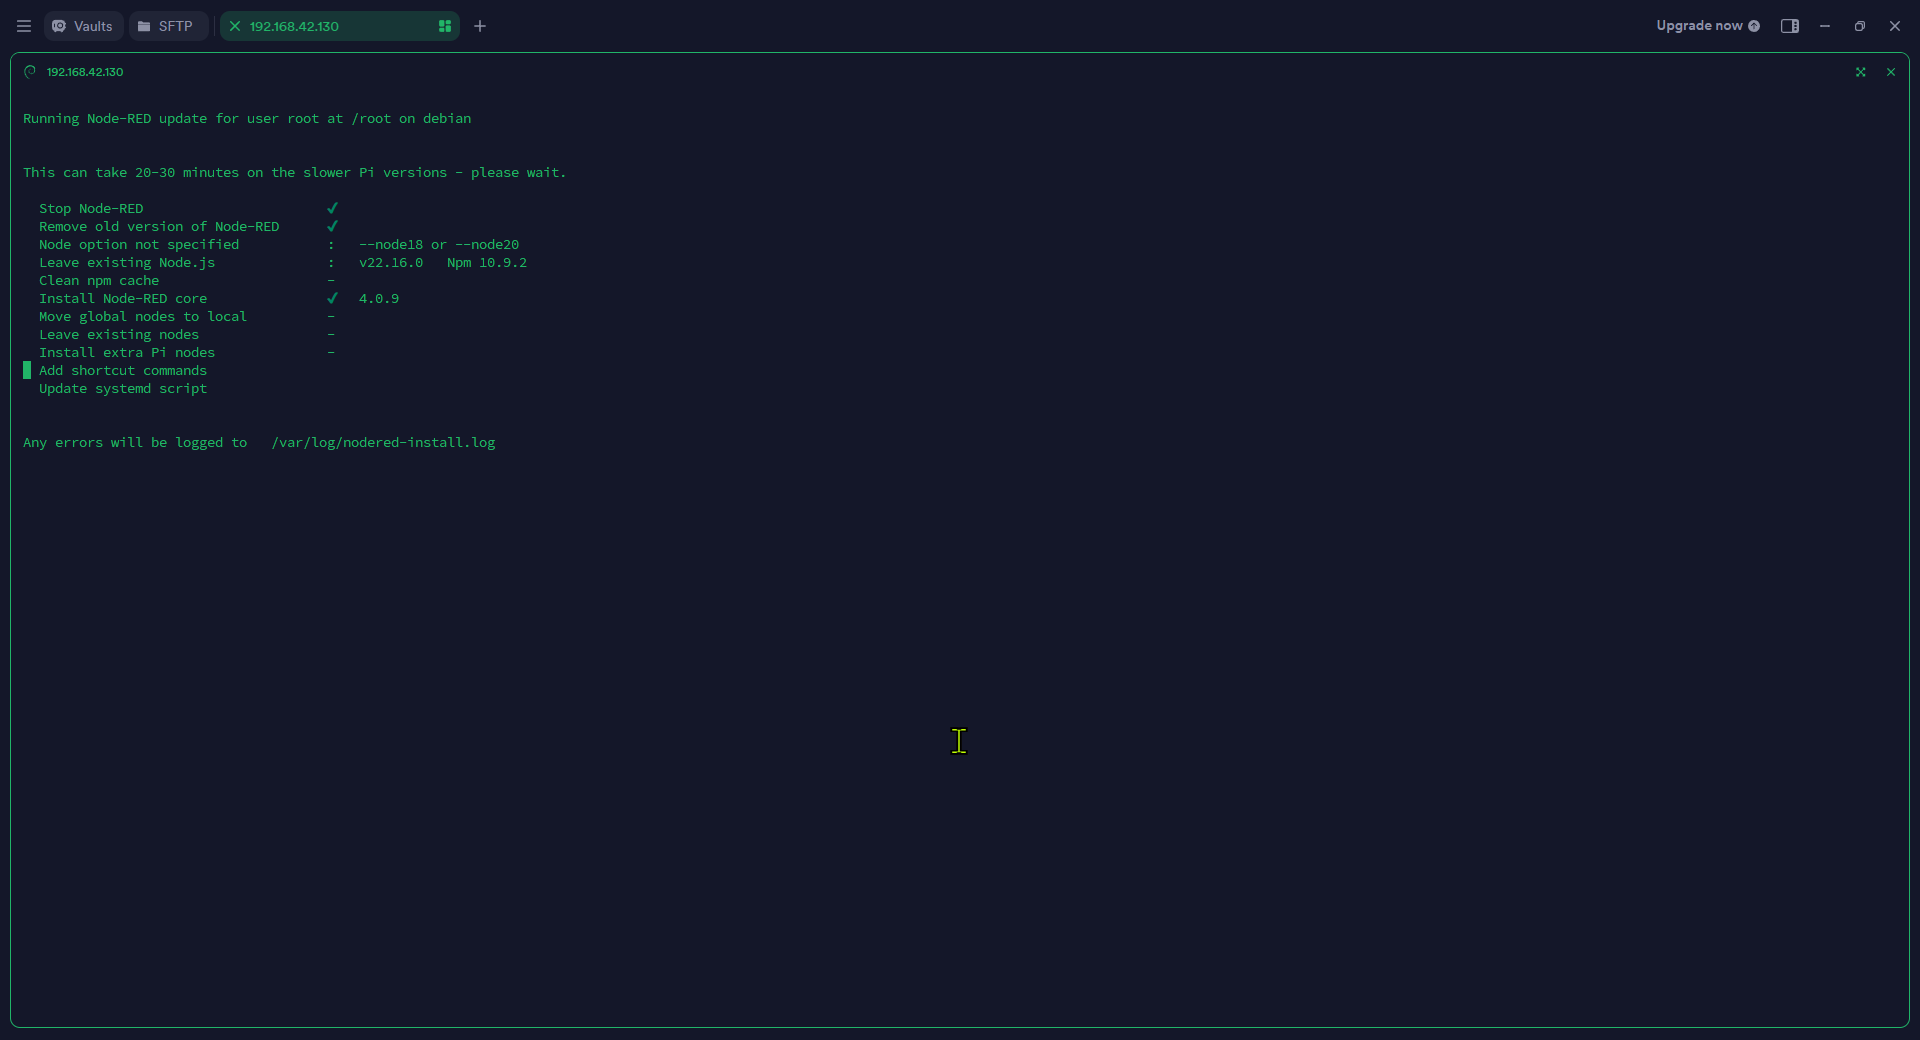 Vaults SFTP 192.168.42.130 Upgrade now
192.168.42.130
Running Node-RED update for user root at /root on debian
This can take 20-30 minutes on the slower Pi versions - please wait.
Stop Node-RED ✔
Remove old version of Node-RED ✔
Node option not specified : --node18 or --node20
Leave existing Node.js : v22.16.0 Npm 10.9.2
Clean npm cache -
Install Node-RED core ✔ 4.0.9
Move global nodes to local -
Leave existing nodes -
Install extra Pi nodes -
Add shortcut commands
Update systemd script
Any errors will be logged to /var/log/nodered-install.log